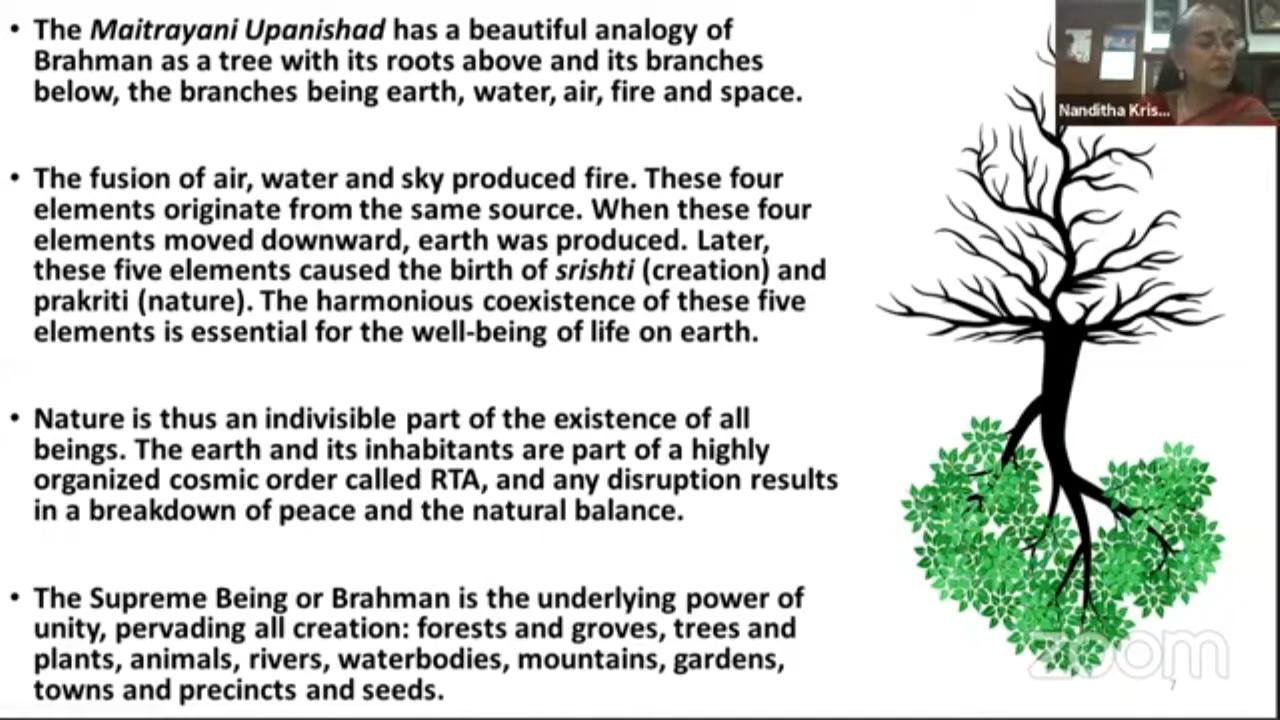 • The Maitrayani Upanishad has a beautiful analogy of
Brahman as a tree with its roots above and its branches
below, the branches being earth, water, air, fire and space.
• The fusion of air, water and sky produced fire. These four
elements originate from the same source. When these four
elements moved downward, earth was produced. Later,
these five elements caused the birth of srishti (creation) and
prakriti (nature). The harmonious coexistence of these five
elements is essential for the well-being of life on earth.
• Nature is thus an indivisible part of the existence of all
beings. The earth and its inhabitants are part of a highly
organized cosmic order called RTA, and any disruption results
in a breakdown of peace and the natural balance.
• The Supreme Being or Brahman is the underlying power of
unity, pervading all creation: forests and groves, trees and
plants, animals, rivers, waterbodies, mountains, gardens,
towns and precincts and seeds.
Nanditha Kris...
zoom
7